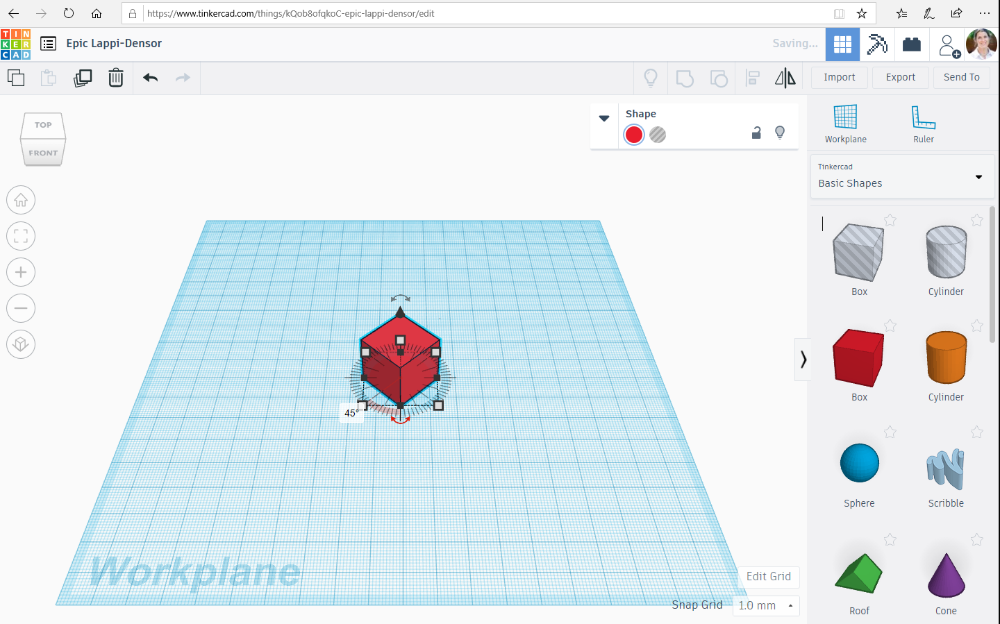 https://www.tinkercad.com/things/kQob8ofqkoC-epic-lappi-densor/edit
TIN
KER
CAD
Epic Lappi-Densor
Saving...
Import
Export
Send To
TOP
FRONT
Shape
Workplane
Ruler
Tinkercad
Basic Shapes
Box
Cylinder
Box
Cylinder
45°
Sphere
Scribble
Workplane
Edit Grid
Snap Grid
1.0 mm
Roof
Cone